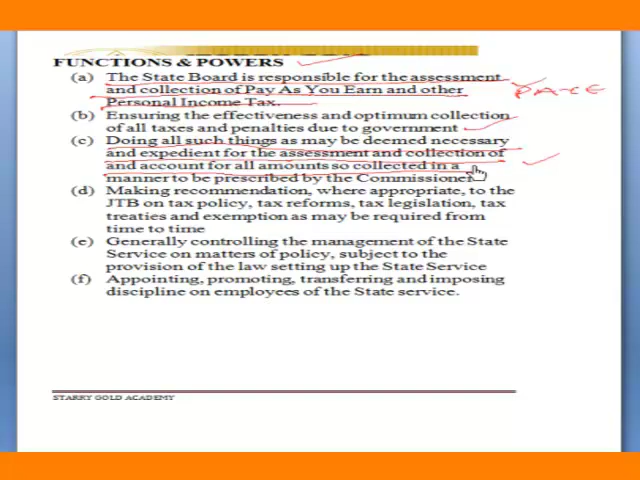 FUNCTIONS & POWERS
(a) The State Board is responsible for the assessment
and collection of Pay As You Earn and other
Personal Income Tax.
PAYE
(b) Ensuring the effectiveness and optimum collection
of all taxes and penalties due to government
(c) Doing all such things as may be deemed necessary
and expedient for the assessment and collection of
and account for all amounts so collected in a
manner to be prescribed by the Commissioner
(d) Making recommendation, where appropriate, to the
JTB on tax policy, tax reforms, tax legislation, tax
treaties and exemption as may be required from
time to time
(e) Generally controlling the management of the State
Service on matters of policy, subject to the
provision of the law setting up the State Service
(f) Appointing, promoting, transferring and imposing
discipline on employees of the State service.
STARRY GOLD ACADEMY